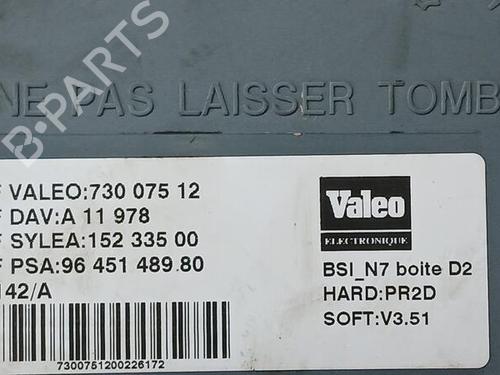 NE PAS LAISSER TOMB
B-PARTS
F VALEO:730 075 12
F DAV:A 11 978
F SYLEA:152 335 00
F PSA:96 451 489.80
142/A
7300751200226172
Valeo
ELECTRONIQUE
BSI_N7 boite D2
HARD:PR2D
SOFT:V3.51